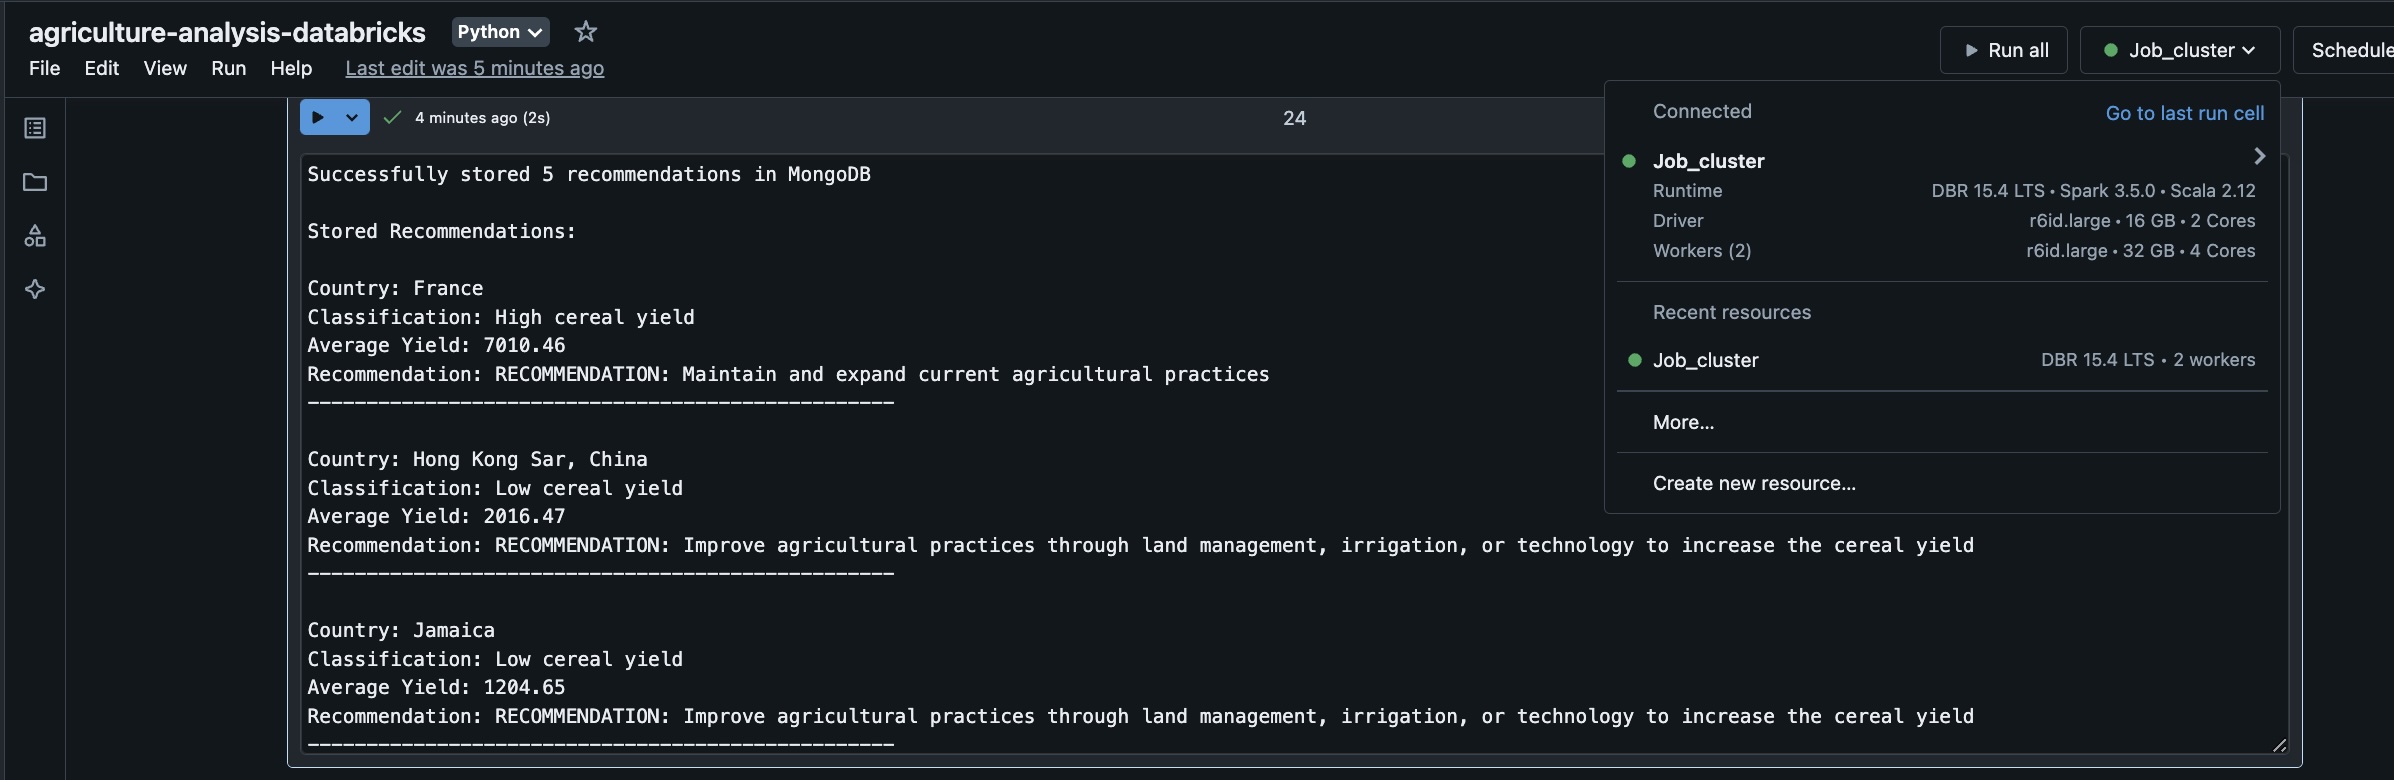 agriculture-analysis-databricks Python
File Edit View Run Help Last edit was 5 minutes ago
Run all Job_cluster Schedule
4 minutes ago (2s) 24
Successfully stored 5 recommendations in MongoDB
Stored Recommendations:
Country: France
Classification: High cereal yield
Average Yield: 7010.46
Recommendation: RECOMMENDATION: Maintain and expand current agricultural practices
--------------------------------------------------
Country: Hong Kong Sar, China
Classification: Low cereal yield
Average Yield: 2016.47
Recommendation: RECOMMENDATION: Improve agricultural practices through land management, irrigation, or technology to increase the cereal yield
--------------------------------------------------
Country: Jamaica
Classification: Low cereal yield
Average Yield: 1204.65
Recommendation: RECOMMENDATION: Improve agricultural practices through land management, irrigation, or technology to increase the cereal yield
--------------------------------------------------
Connected Go to last run cell
Job_cluster
Runtime DBR 15.4 LTS • Spark 3.5.0 • Scala 2.12
Driver r6id.large • 16 GB • 2 Cores
Workers (2) r6id.large • 32 GB • 4 Cores
Recent resources
Job_cluster DBR 15.4 LTS • 2 workers
More...
Create new resource...